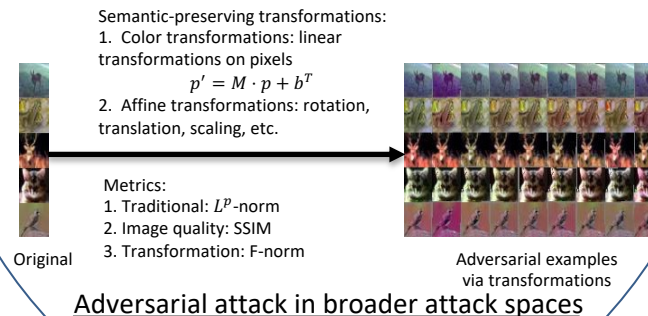 Semantic-preserving transformations:
1. Color transformations: linear
transformations on pixels
p′ = M · p + bᵀ
2. Affine transformations: rotation,
translation, scaling, etc.
Metrics:
1. Traditional: Lᵖ-norm
2. Image quality: SSIM
3. Transformation: F-norm
Original
Adversarial examples
via transformations
Adversarial attack in broader attack spaces